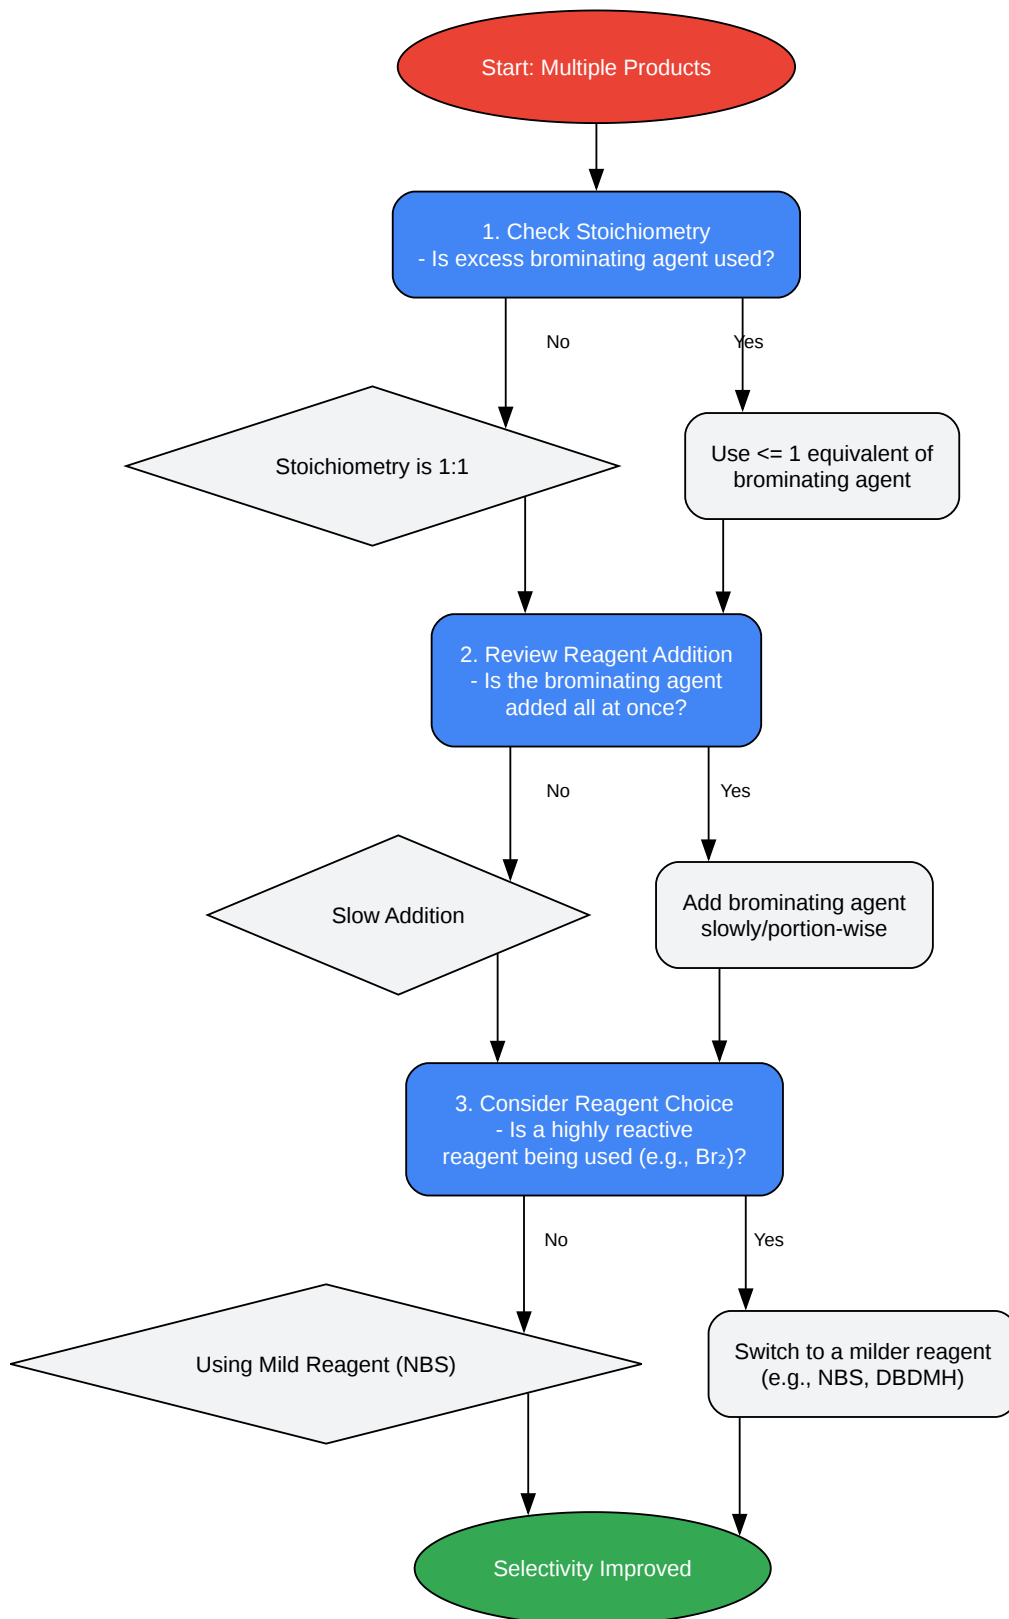 Start: Multiple Products
1. Check Stoichiometry
- Is excess brominating agent used?
No
Yes
Stoichiometry is 1:1
Use <= 1 equivalent of
brominating agent
2. Review Reagent Addition
- Is the brominating agent
added all at once?
No
Yes
Slow Addition
Add brominating agent
slowly/portion-wise
3. Consider Reagent Choice
- Is a highly reactive
reagent being used (e.g., Br₂)?
No
Yes
Using Mild Reagent (NBS)
Switch to a milder reagent
(e.g., NBS, DBDMH)
Selectivity Improved